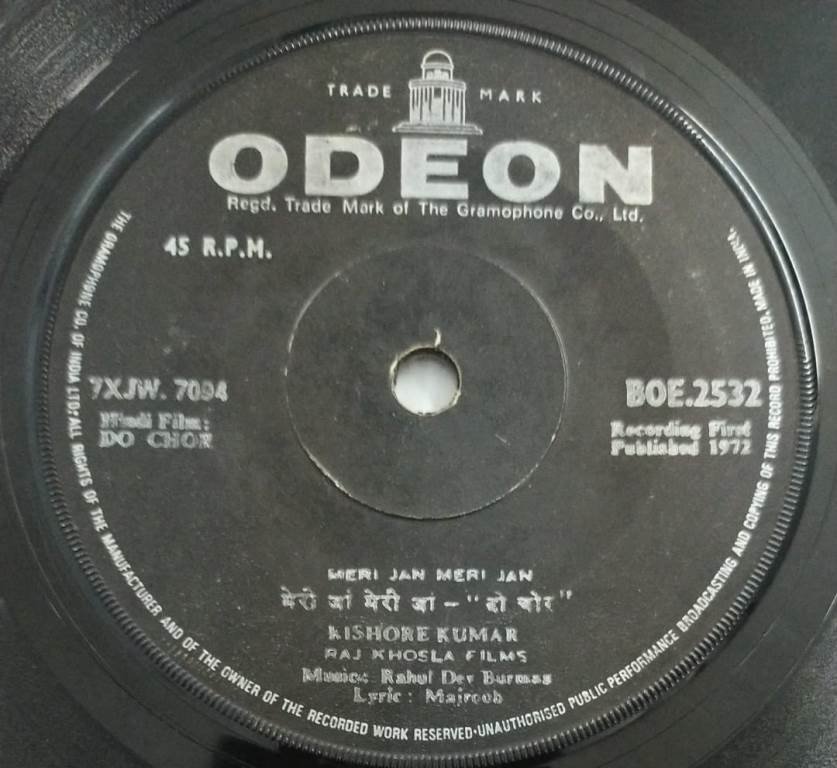 TRADE MARK
ODEON
Regd. Trade Mark of The Gramophone Co., Ltd.
45 R.P.M.
7XJW. 7094
Hindi Film:
DO CHOR
BOE.2532
Recording First
Published 1972
MERI JAN MERI JAN
मेरी जां मेरी जां - "दो चोर"
KISHORE KUMAR
RAJ KHOSLA FILMS
Music: Rahul Dev Burman
Lyric: Majrooh
THE GRAMOPHONE CO. OF INDIA LTD; ALL RIGHTS OF THE MANUFACTURER AND OF THE OWNER OF THE RECORDED WORK RESERVED·UNAUTHORISED PUBLIC PERFORMANCE BROADCASTING AND COPYING OF THIS RECORD PROHIBITED. MADE IN INDIA.